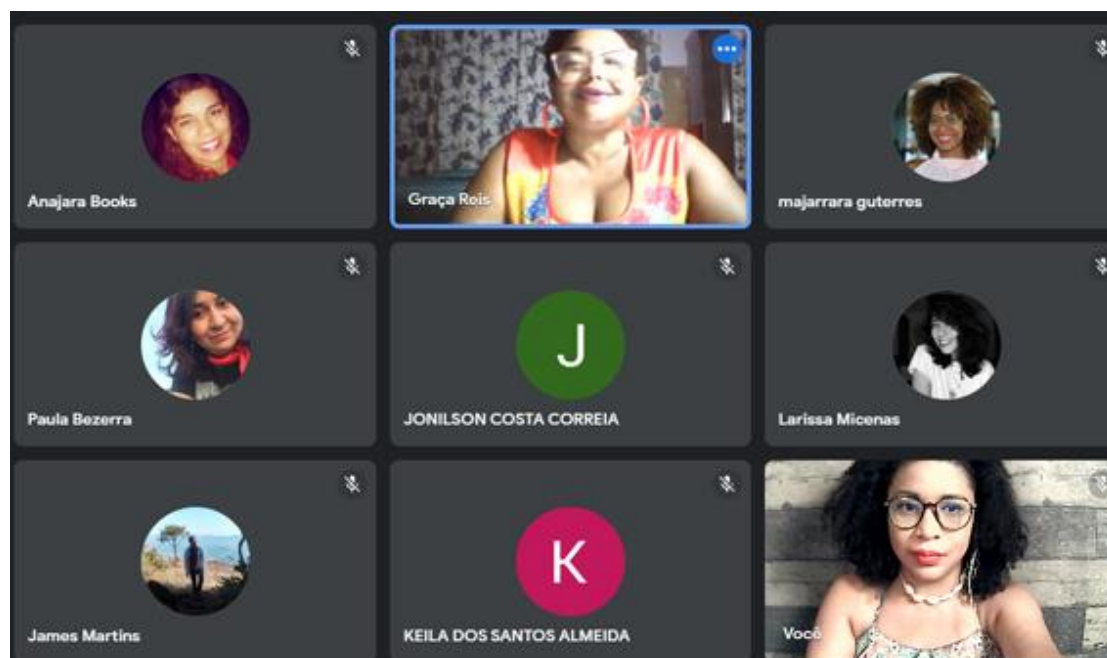 Anajara Books
Graça Reis
majarrara guterres
Paula Bezerra
J
JONILSON COSTA CORREIA
Larissa Micenas
James Martins
K
KEILA DOS SANTOS ALMEIDA
Você